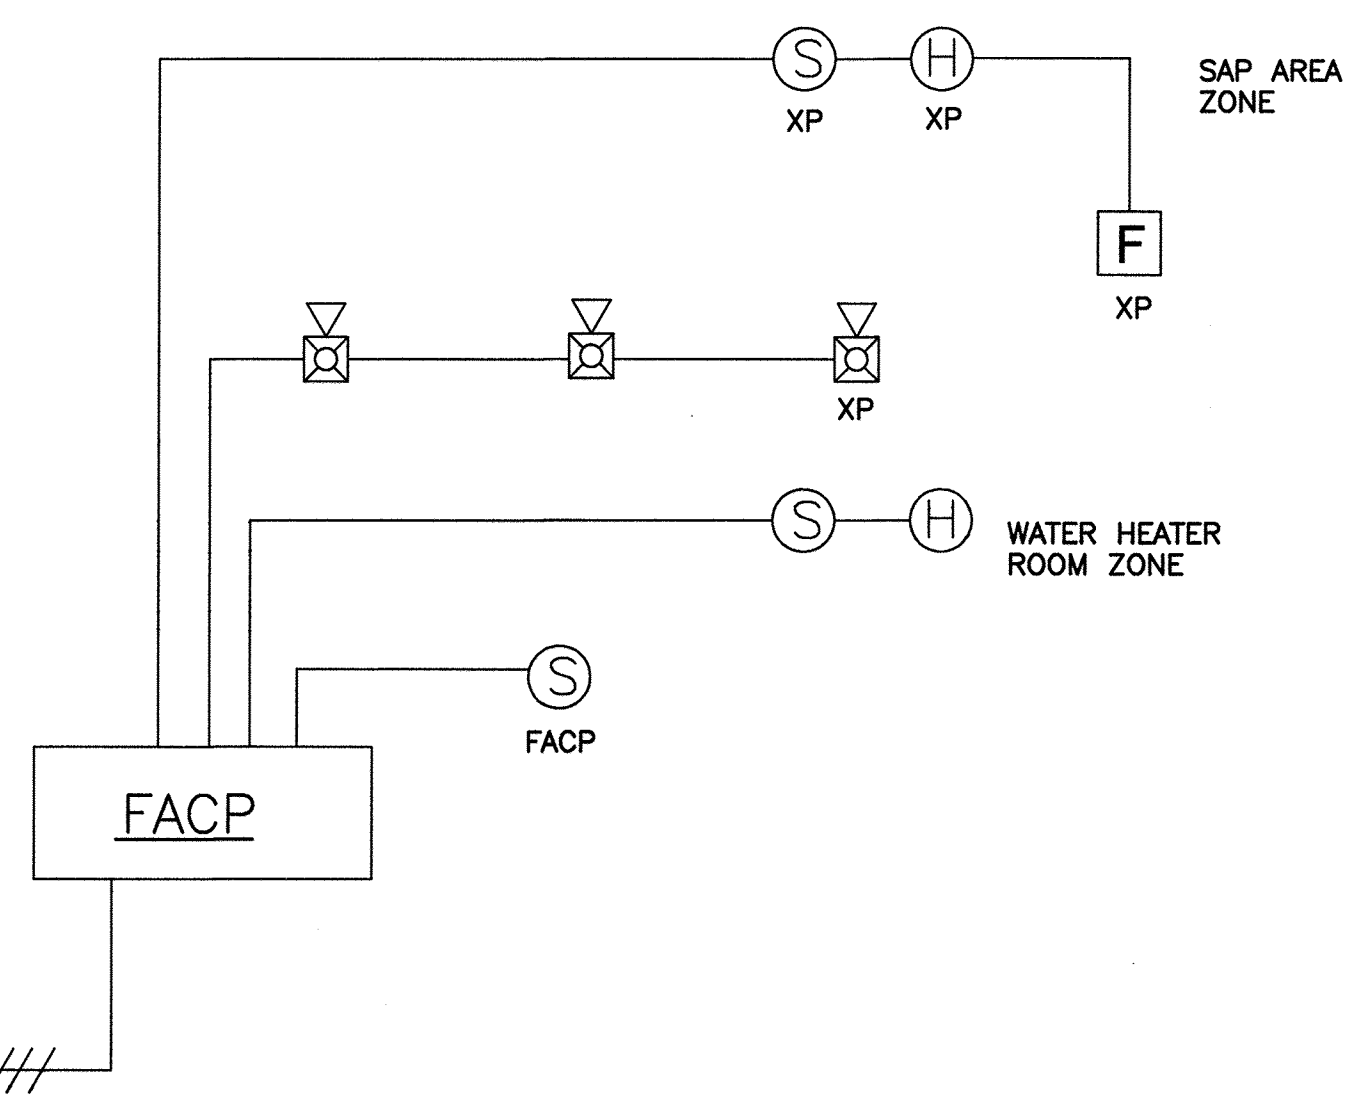 S
H
SAP AREA
ZONE
XP
XP
F
XP
XP
S
H
WATER HEATER
ROOM ZONE
S
FACP
FACP